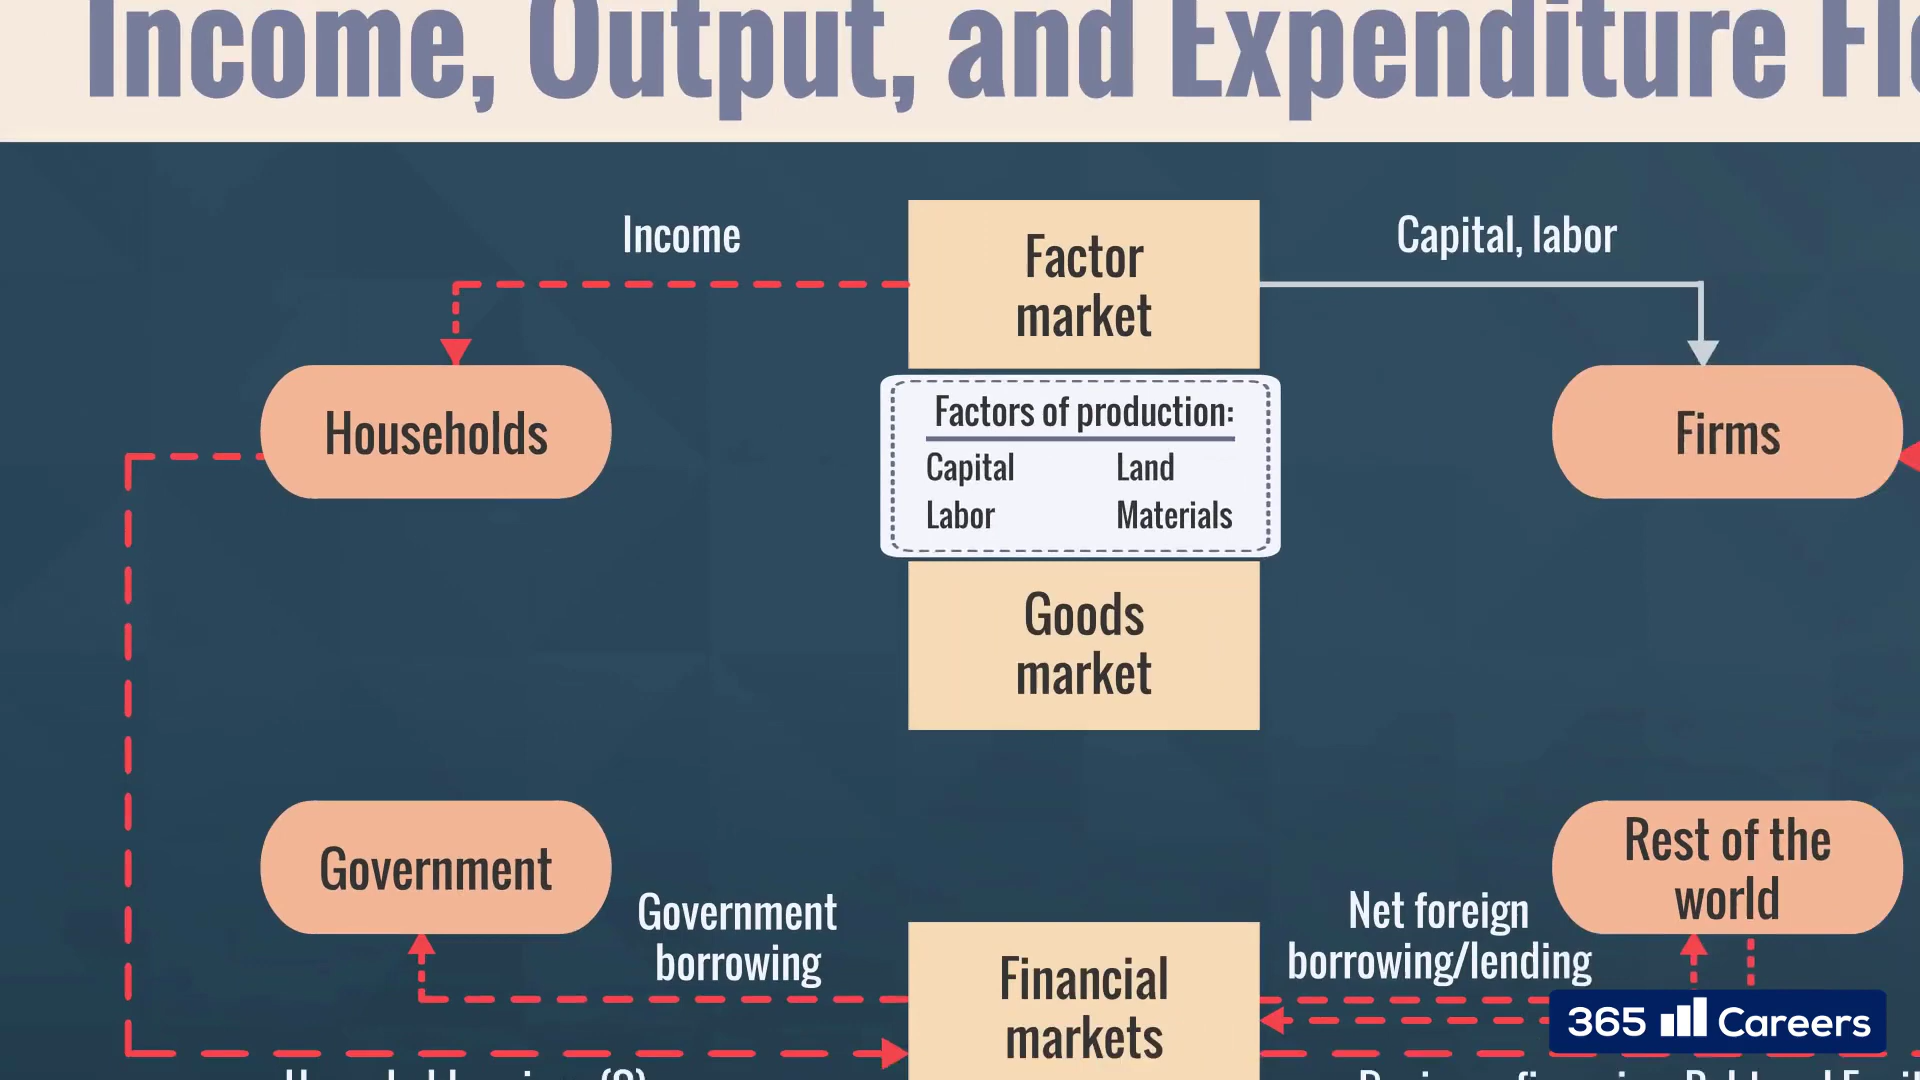 Income, Output, and Expenditure
Income
Factor
market
Capital, labor
Factors of production:
Capital
Land
Labor
Materials
Households
Firms
Goods
market
Government
Rest of the
world
Government
borrowing
Net foreign
borrowing/lending
Financial
markets
365 Careers